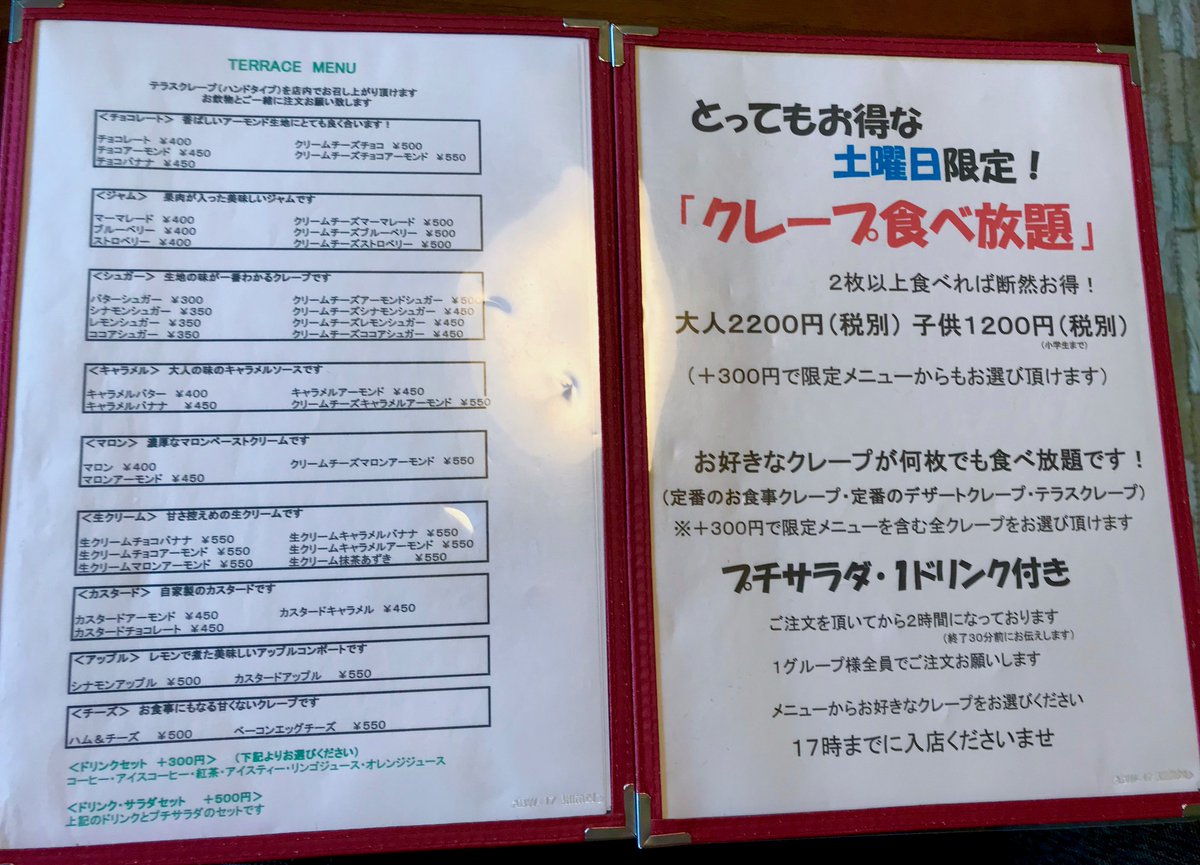 TERRACE MENU
テラスクレープ(ハンドタイプ)を店内でお召し上がり頂けます
お飲物とご一緒に注文お願い致します
＜チョコレート＞ 香ばしいアーモンド生地にとても良く合います！
チョコレート ￥400
チョコアーモンド ￥450 クリームチーズチョコ ￥500
チョコバナナ ￥450 クリームチーズチョコアーモンド ￥550
＜ジャム＞ 果肉が入った美味しいジャムです
マーマレード ￥400 クリームチーズマーマレード ￥500
ブルーベリー ￥400 クリームチーズブルーベリー ￥500
ストロベリー ￥400 クリームチーズストロベリー ￥500
＜シュガー＞ 生地の味が一番わかるクレープです
バターシュガー ￥300 クリームチーズアーモンドシュガー ￥500
シナモンシュガー ￥350 クリームチーズシナモンシュガー ￥450
レモンシュガー ￥350 クリームチーズレモンシュガー ￥450
ココアシュガー ￥350 クリームチーズココアシュガー ￥450
＜キャラメル＞ 大人の味のキャラメルソースです
キャラメルバター ￥400 キャラメルアーモンド ￥450
キャラメルバナナ ￥450 クリームチーズキャラメルアーモンド ￥550
＜マロン＞ 濃厚なマロンペーストクリームです
マロン ￥400 クリームチーズマロンアーモンド ￥550
マロンアーモンド ￥450
＜生クリーム＞ 甘さ控えめの生クリームです
生クリームチョコバナナ ￥550 生クリームキャラメルバナナ ￥550
生クリームチョコアーモンド ￥550 生クリームキャラメルアーモンド ￥550
生クリームマロンアーモンド ￥550 生クリーム抹茶あずき ￥550
＜カスタード＞ 自家製のカスタードです
カスタードアーモンド ￥450 カスタードキャラメル ￥450
カスタードチョコレート ￥450
＜アップル＞ レモンで煮た美味しいアップルコンポートです
シナモンアップル ￥500 カスタードアップル ￥550
＜チーズ＞ お食事にもなる甘くないクレープです
ハム＆チーズ ￥500 ベーコンエッグチーズ ￥550
＜ドリンクセット ＋300円＞ (下記よりお選びください)
コーヒー・アイスコーヒー・紅茶・アイスティー・リンゴジュース・オレンジジュース
＜ドリンク・サラダセット ＋500円＞
上記のドリンクとプチサラダのセットです
とってもお得な
土曜日限定！
「クレープ食べ放題」
2枚以上食べれば断然お得！
大人2200円(税別) 子供1200円(税別)
(小学生まで)
(＋300円で限定メニューからもお選び頂けます)
お好きなクレープが何枚でも食べ放題です！
(定番のお食事クレープ・定番のデザートクレープ・テラスクレープ)
※＋300円で限定メニューを含む全クレープをお選び頂けます
プチサラダ・1ドリンク付き
ご注文を頂いてから2時間になっております
(終了30分前にお伝えします)
1グループ様全員でご注文お願いします
メニューからお好きなクレープをお選びください
17時までに入店くださいませ